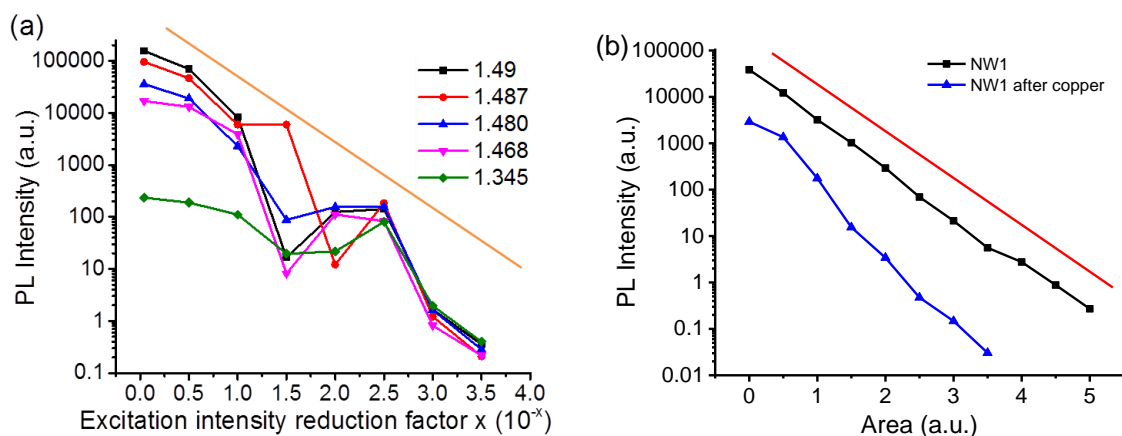 (a)
PL Intensity (a.u.)
100000
10000
1000
100
10
1
0.1
1.49
1.487
1.480
1.468
1.345
0.0 0.5 1.0 1.5 2.0 2.5 3.0 3.5 4.0
Excitation intensity reduction factor x (10⁻ˣ)
(b)
PL Intensity (a.u.)
100000
10000
1000
100
10
1
0.1
0.01
NW1
NW1 after copper
0 1 2 3 4 5
Area (a.u.)